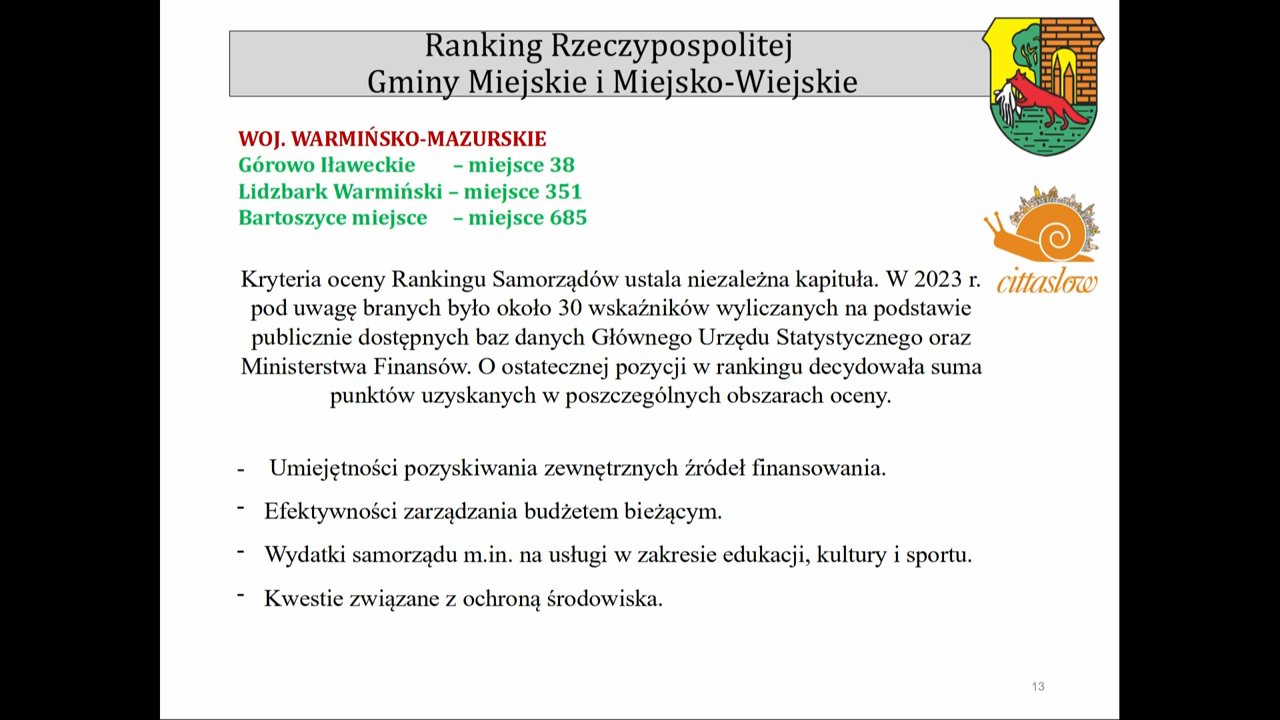 Ranking Rzeczypospolitej
Gminy Miejskie i Miejsko-Wiejskie
WOJ. WARMIŃSKO-MAZURSKIE
Górowo Iławeckie – miejsce 38
Lidzbark Warmiński – miejsce 351
Bartoszyce miejsce – miejsce 685
cittaslow
Kryteria oceny Rankingu Samorządów ustala niezależna kapituła. W 2023 r.
pod uwagę branych było około 30 wskaźników wyliczanych na podstawie
publicznie dostępnych baz danych Głównego Urzędu Statystycznego oraz
Ministerstwa Finansów. O ostatecznej pozycji w rankingu decydowała suma
punktów uzyskanych w poszczególnych obszarach oceny.
- Umiejętności pozyskiwania zewnętrznych źródeł finansowania.
- Efektywności zarządzania budżetem bieżącym.
- Wydatki samorządu m.in. na usługi w zakresie edukacji, kultury i sportu.
- Kwestie związane z ochroną środowiska.
13